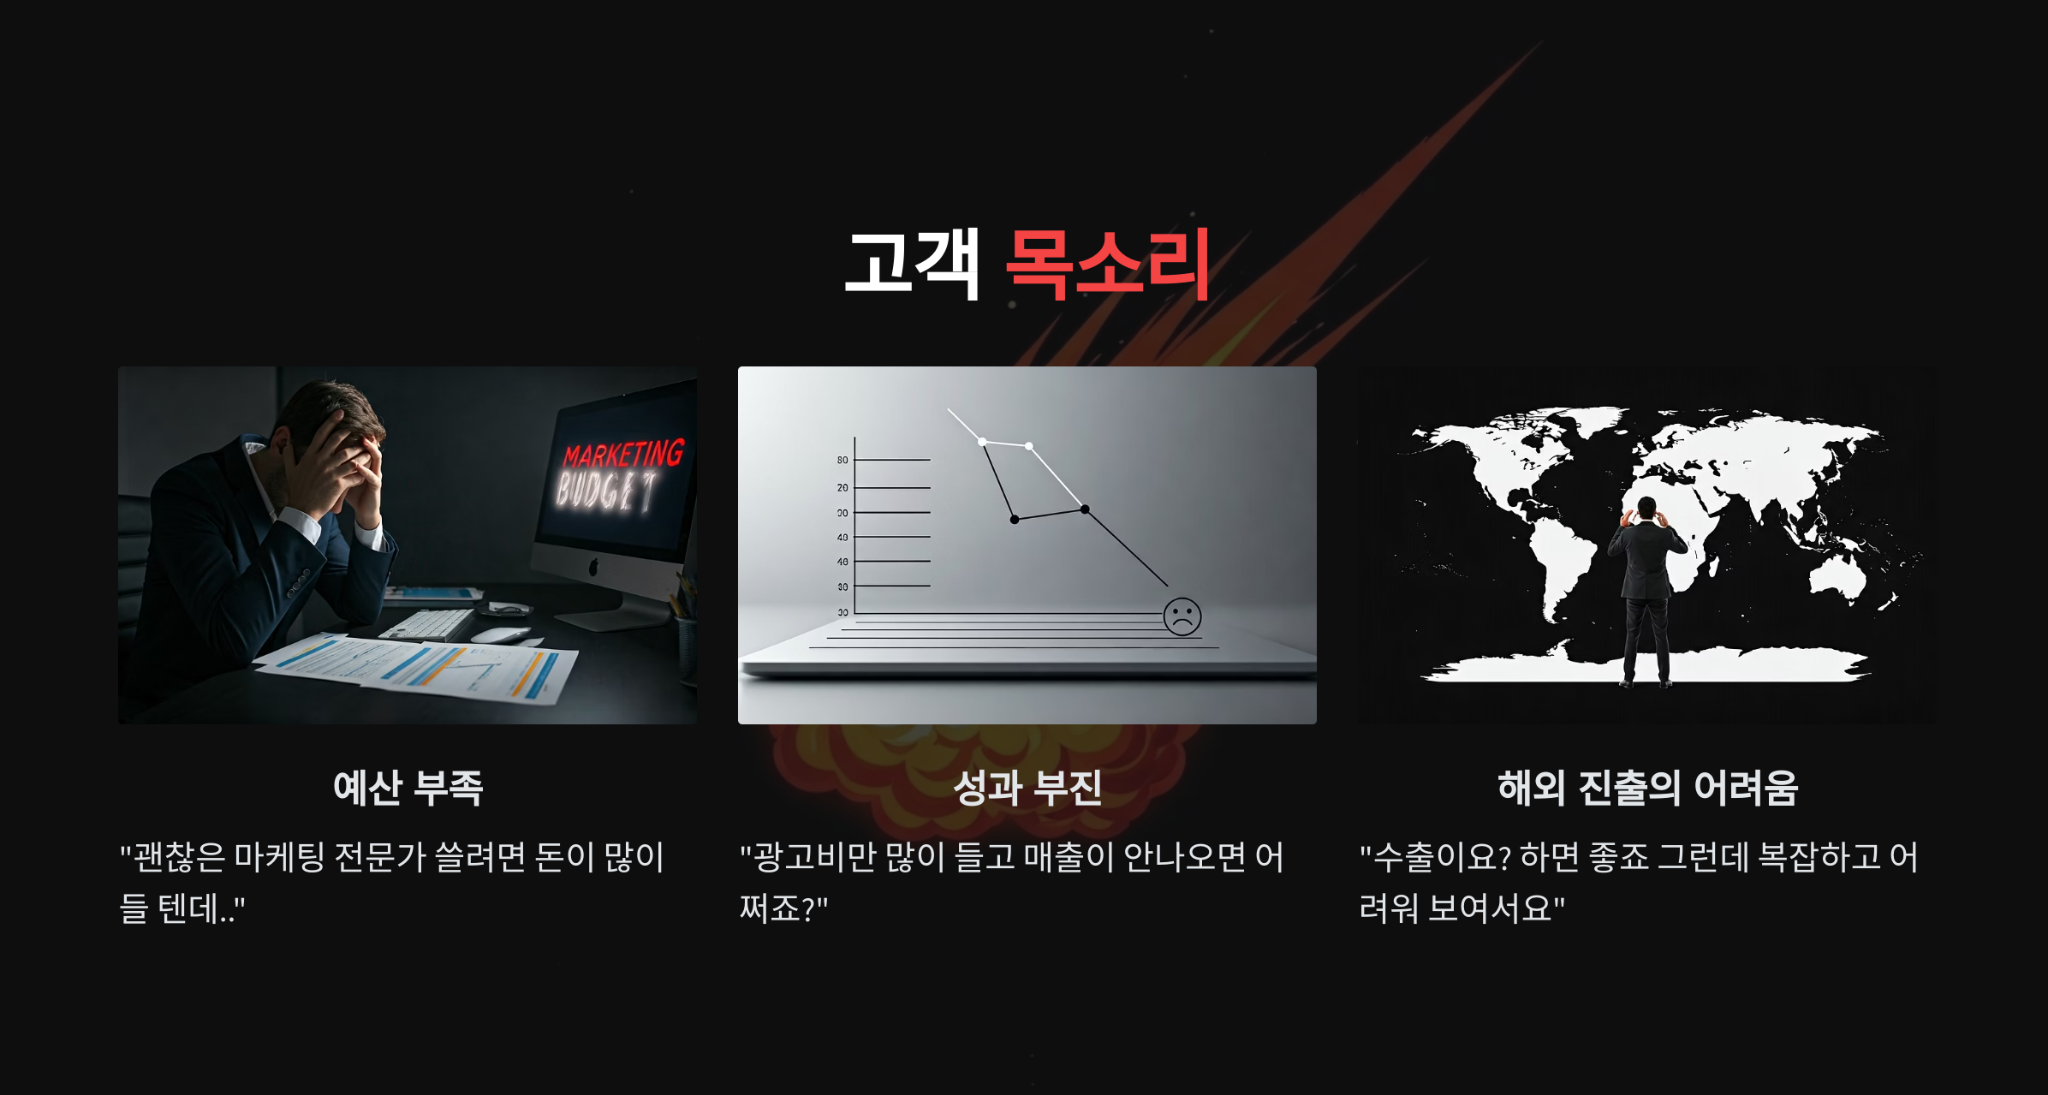 고객 목소리
MARKETING
BUDGET
80
20
40
예산 부족
"괜찮은 마케팅 전문가 쓸려면 돈이 많이
들 텐데.."
성과 부진
"광고비만 많이 들고 매출이 안나오면 어
쩌죠?"
해외 진출의 어려움
"수출이요? 하면 좋죠 그런데 복잡하고 어
려워 보여서요"